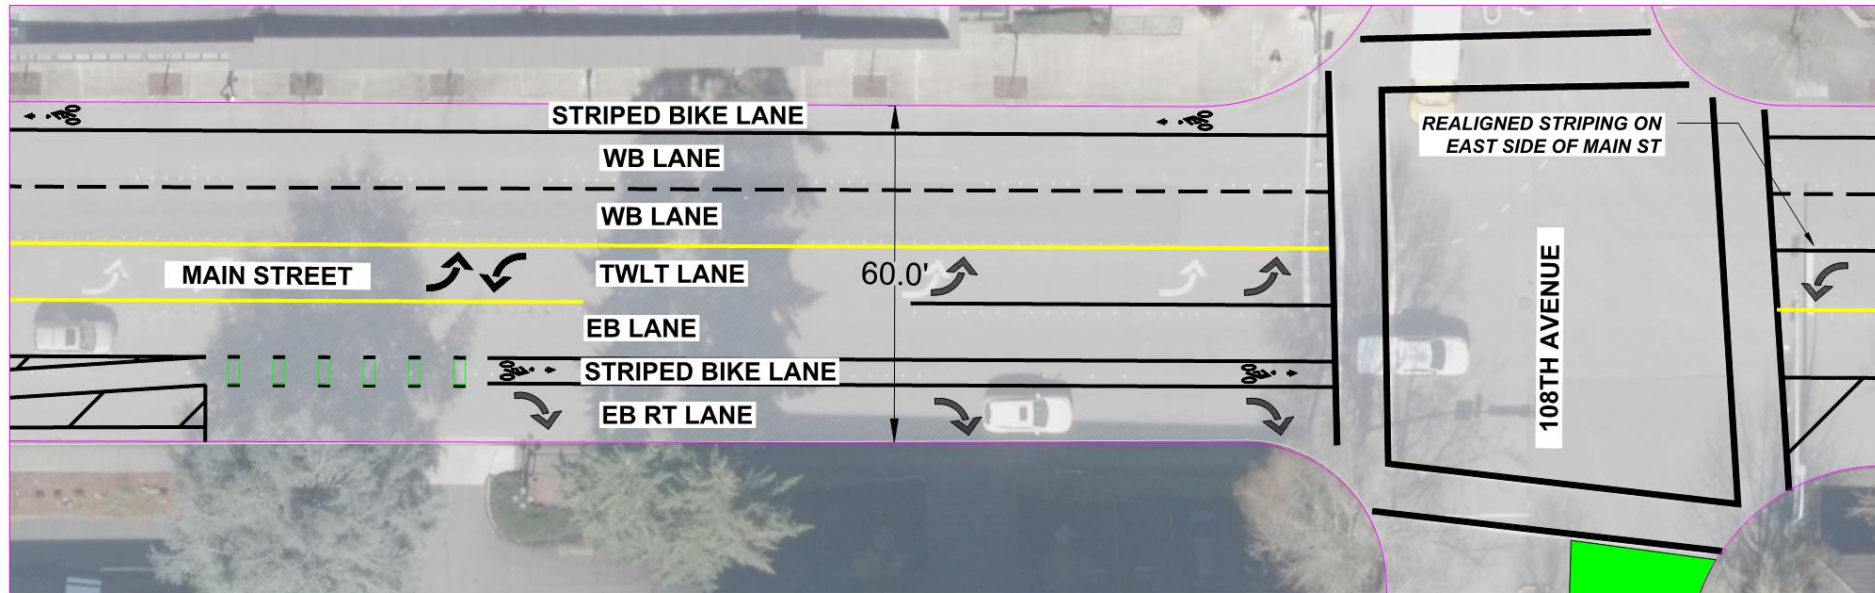 STRIPED BIKE LANE
WB LANE
WB LANE
MAIN STREET
TWLT LANE
60.0'
EB LANE
STRIPED BIKE LANE
EB RT LANE
REALIGNED STRIPING ON
EAST SIDE OF MAIN ST
108TH AVENUE